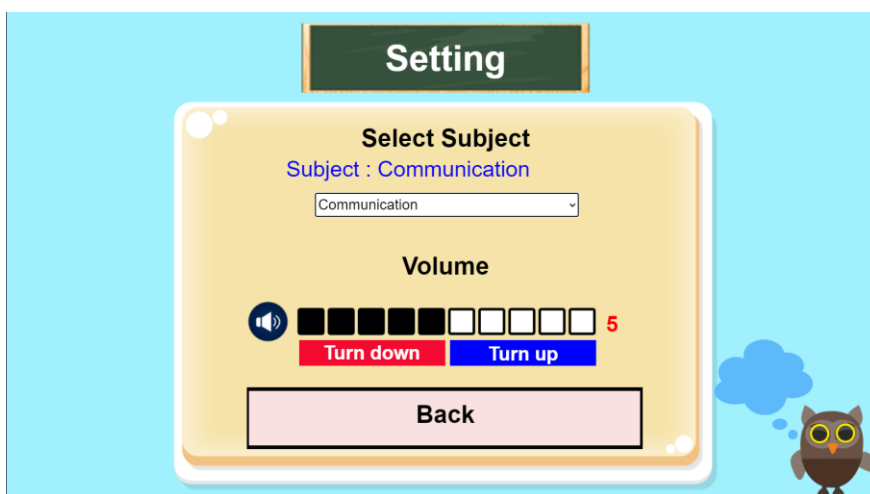 Setting
Select Subject
Subject : Communication
Communication
Volume
5
Turn down Turn up
Back